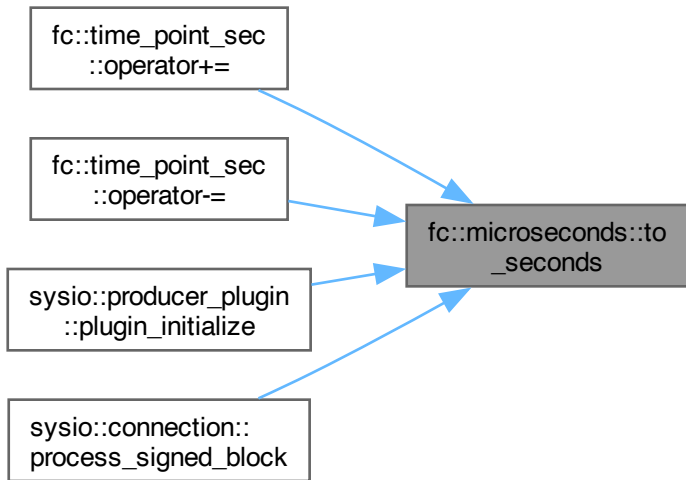 fc::time_point_sec
::operator+=
fc::time_point_sec
::operator-=
fc::microseconds::to
_seconds
sysio::producer_plugin
::plugin_initialize
sysio::connection::
process_signed_block